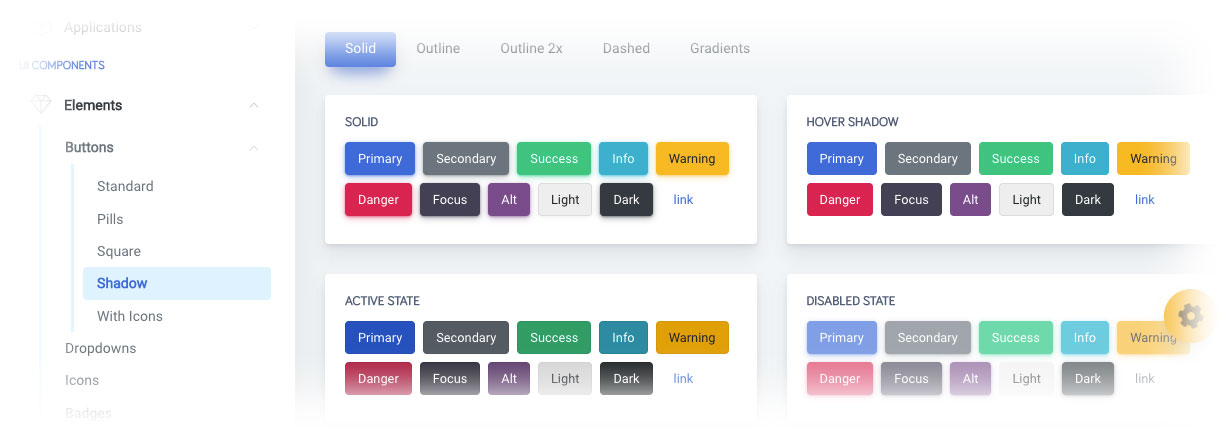 Applications
UI COMPONENTS
Elements
Buttons
Standard
Pills
Square
Shadow
With Icons
Dropdowns
Icons
Badges
Solid Outline Outline 2x Dashed Gradients
SOLID
Primary Secondary Success Info Warning
Danger Focus Alt Light Dark link
HOVER SHADOW
Primary Secondary Success Info Warning
Danger Focus Alt Light Dark link
ACTIVE STATE
Primary Secondary Success Info Warning
Danger Focus Alt Light Dark link
DISABLED STATE
Primary Secondary Success Info Warning
Danger Focus Alt Light Dark link